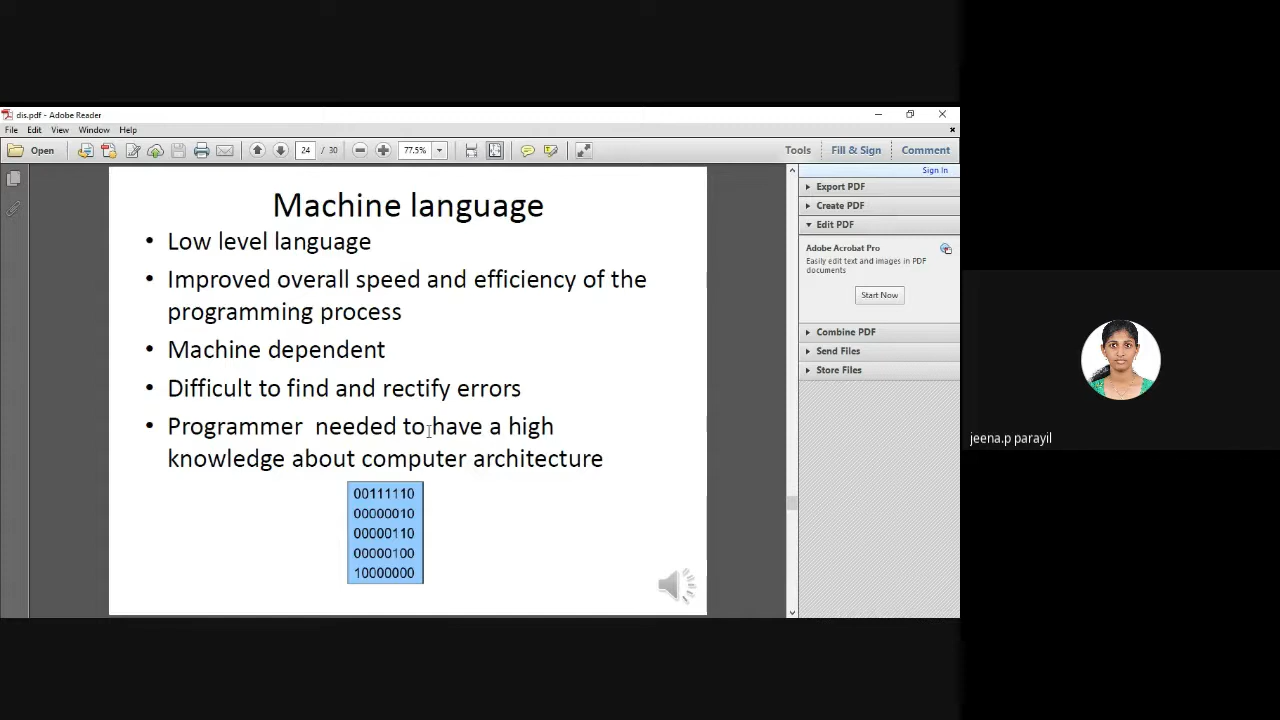 dis.pdf - Adobe Reader
File Edit View Window Help
Open 24 / 30 77.5% Tools Fill & Sign Comment
Sign In
Machine language
• Low level language
• Improved overall speed and efficiency of the
programming process
• Machine dependent
• Difficult to find and rectify errors
• Programmer needed to have a high
knowledge about computer architecture
00111110
00000010
00000110
00000100
10000000
Export PDF
Create PDF
Edit PDF
Adobe Acrobat Pro
Easily edit text and images in PDF
documents
Start Now
Combine PDF
Send Files
Store Files
jeena.p parayil